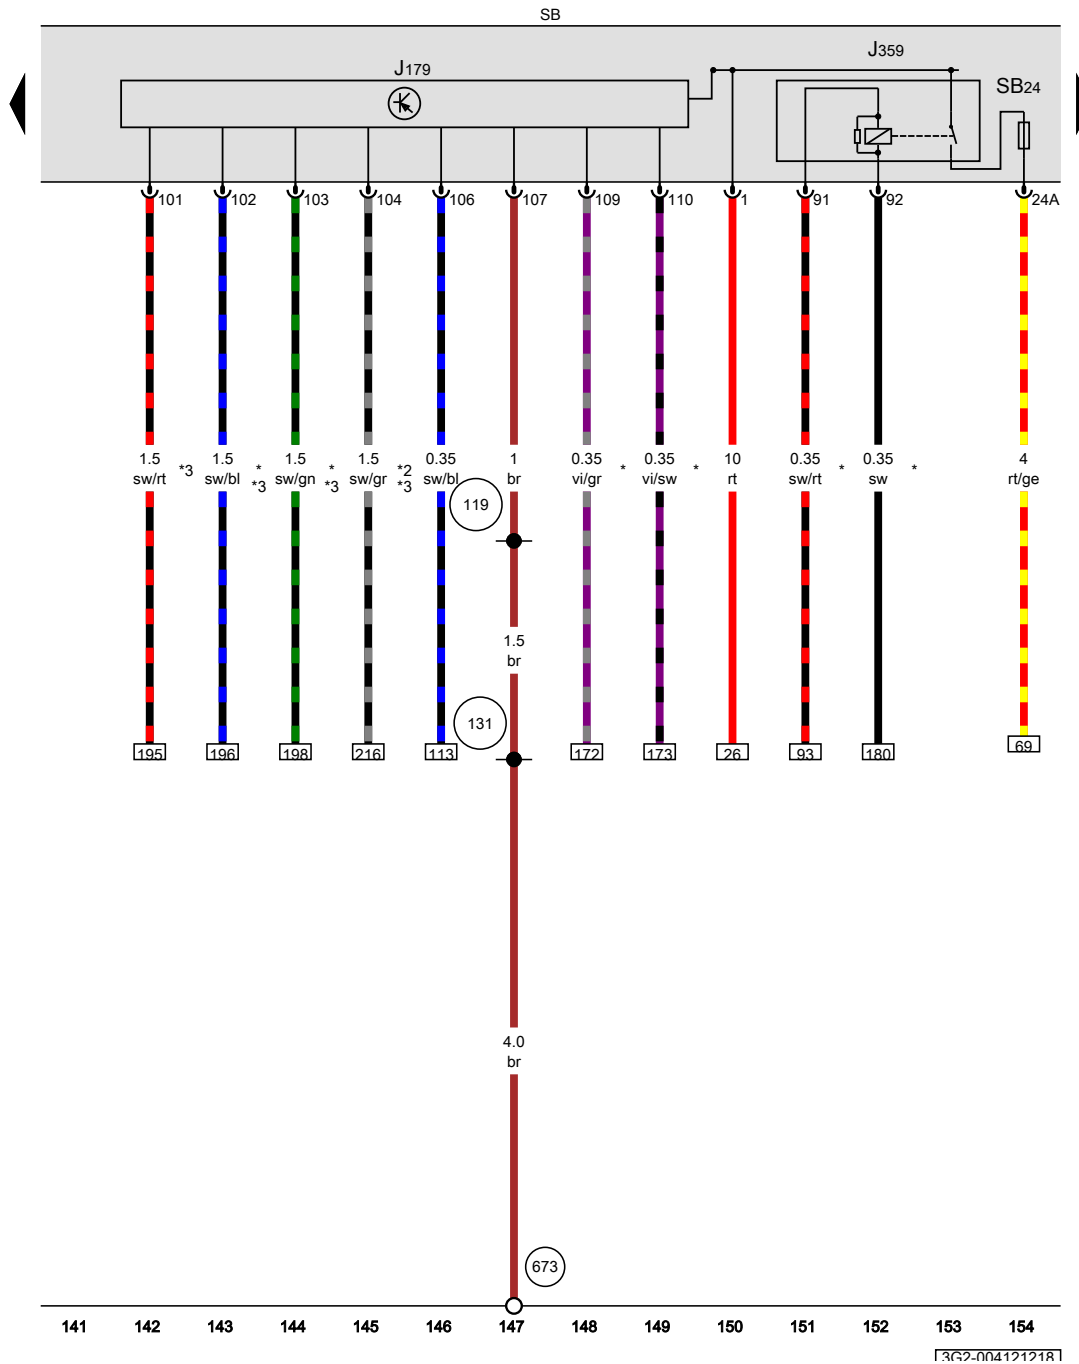 SB
J359
J179
SB24
101 102 103 104 106 107 109 110 1 91 92 24A
1.5 1.5 1.5 1.5 0.35 1 0.35 0.35 10 0.35 0.35 4
*3 * * *2 * * * *
sw/rt sw/bl sw/gn sw/gr sw/bl br vi/gr vi/sw rt sw/rt sw rt/ge
*3 *3 *3
119
1.5
br
131
195 196 198 216 113 172 173 26 93 180 69
4.0
br
673
141 142 143 144 145 146 147 148 149 150 151 152 153 154
3G2-004121218